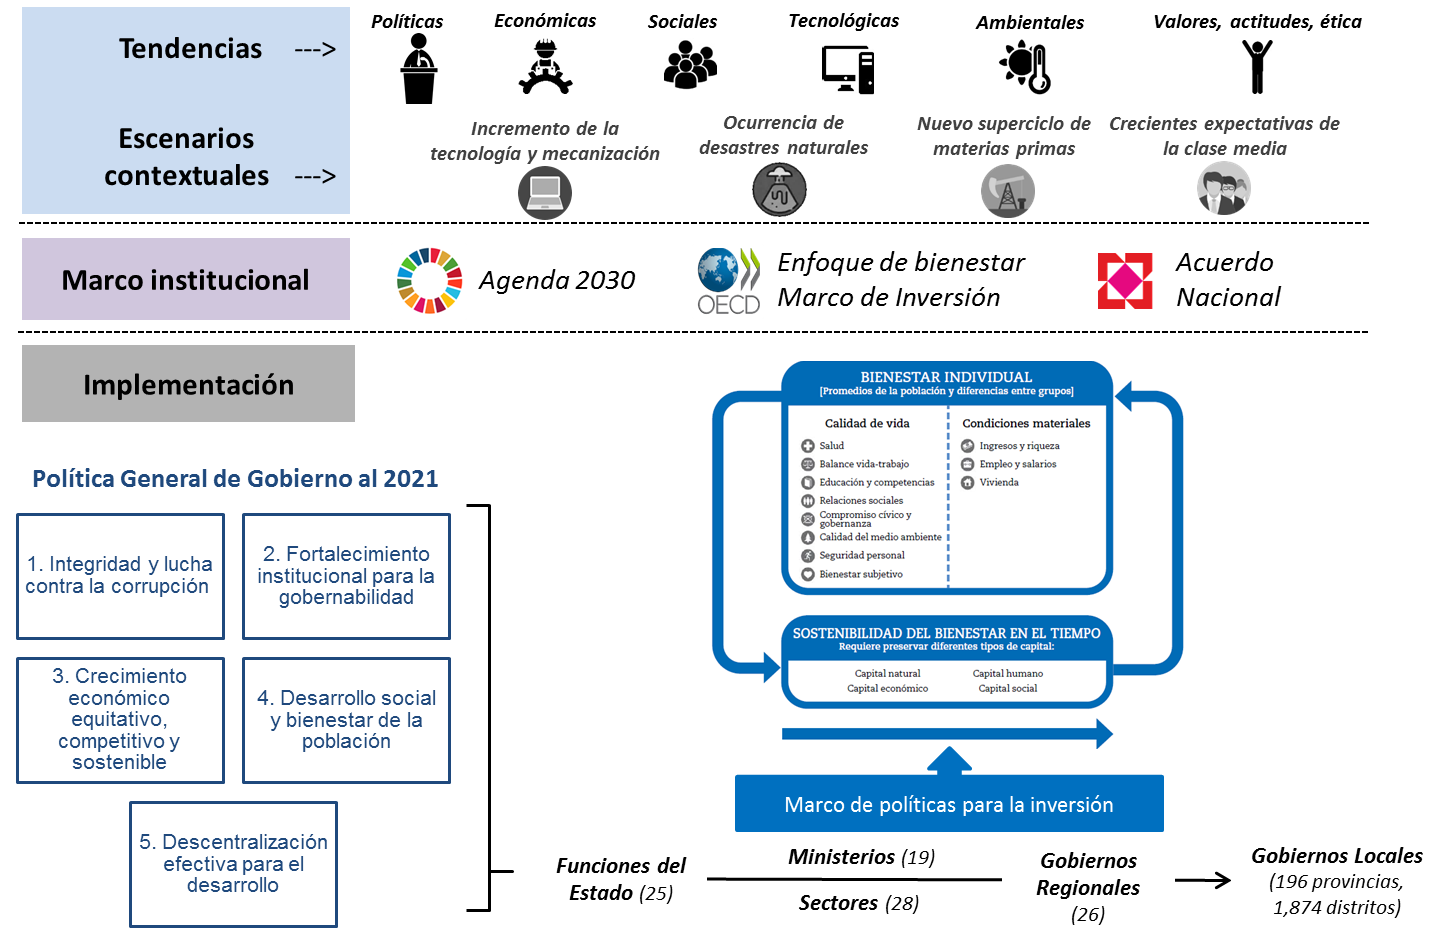 Tendencias --->
Políticas
Económicas
Sociales
Tecnológicas
Ambientales
Valores, actitudes, ética
Escenarios
contextuales --->
Incremento de la
tecnología y mecanización
Ocurrencia de
desastres naturales
Nuevo superciclo de
materias primas
Crecientes expectativas de
la clase media
Marco institucional
Agenda 2030
OECD
Enfoque de bienestar
Marco de Inversión
Acuerdo
Nacional
Implementación
Política General de Gobierno al 2021
1. Integridad y lucha
contra la corrupción
2. Fortalecimiento
institucional para la
gobernabilidad
3. Crecimiento
económico
equitativo,
competitivo y
sostenible
4. Desarrollo social
y bienestar de la
población
5. Descentralización
efectiva para el
desarrollo
BIENESTAR INDIVIDUAL
[Promedios de la población y diferencias entre grupos]
Calidad de vida
Salud
Balance vida-trabajo
Educación y competencias
Relaciones sociales
Compromiso cívico y
gobernanza
Calidad del medio ambiente
Seguridad personal
Bienestar subjetivo
Condiciones materiales
Ingresos y riqueza
Empleo y salarios
Vivienda
SOSTENIBILIDAD DEL BIENESTAR EN EL TIEMPO
Requiere preservar diferentes tipos de capital:
Capital natural
Capital humano
Capital económico
Capital social
Marco de políticas para la inversión
Funciones del
Estado (25)
Ministerios (19)
Sectores (28)
Gobiernos
Regionales
(26)
Gobiernos Locales
(196 provincias,
1,874 distritos)